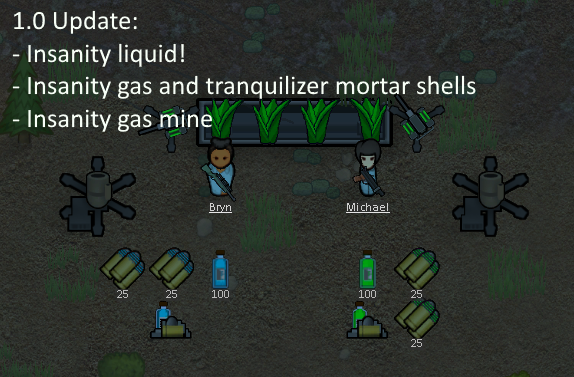 1.0 Update:
- Insanity liquid!
- Insanity gas and tranquilizer mortar shells
- Insanity gas mine
Bryn
Michael
25
25
100
100
25
25